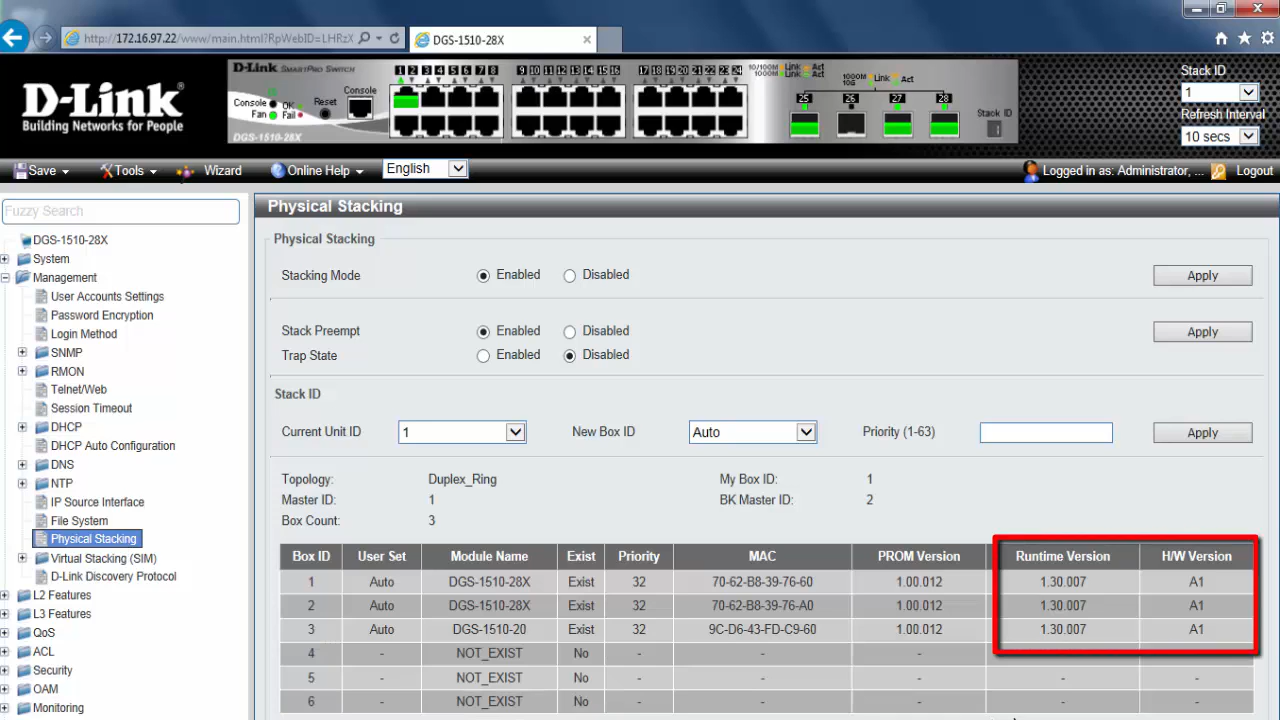 http://172.16.97.22/www/main.html?RpWebID=LHRzX
DGS-1510-28X
D-Link
Building Networks for People
D-Link SMARTPRO SWITCH
1 2 3 4 5 6 7 8
9 10 11 12 13 14 15 16
17 18 19 20 21 22 23 24
10/100M Link Act
1000M Link Act
1000M
10G
Link Act
25 26 27 28
Console OK
Fan Fail
Reset
Console
Stack ID
DGS-1510-28X
Stack ID
1
Refresh Interval
10 secs
Save
Tools
Wizard
Online Help
English
Logged in as: Administrator, ...
Logout
Fuzzy Search
DGS-1510-28X
System
Management
User Accounts Settings
Password Encryption
Login Method
SNMP
RMON
Telnet/Web
Session Timeout
DHCP
DHCP Auto Configuration
DNS
NTP
IP Source Interface
File System
Physical Stacking
Virtual Stacking (SIM)
D-Link Discovery Protocol
L2 Features
L3 Features
QoS
ACL
Security
OAM
Monitoring
Physical Stacking
Physical Stacking
Stacking Mode Enabled Disabled Apply
Stack Preempt Enabled Disabled Apply
Trap State Enabled Disabled
Stack ID
Current Unit ID 1 New Box ID Auto Priority (1-63) Apply
Topology: Duplex_Ring My Box ID: 1
Master ID: 1 BK Master ID: 2
Box Count: 3
Box ID User Set Module Name Exist Priority MAC PROM Version Runtime Version H/W Version
1 Auto DGS-1510-28X Exist 32 70-62-B8-39-76-60 1.00.012 1.30.007 A1
2 Auto DGS-1510-28X Exist 32 70-62-B8-39-76-A0 1.00.012 1.30.007 A1
3 Auto DGS-1510-20 Exist 32 9C-D6-43-FD-C9-60 1.00.012 1.30.007 A1
4 - NOT_EXIST No - - - - -
5 - NOT_EXIST No - - - - -
6 - NOT_EXIST No - - - - -